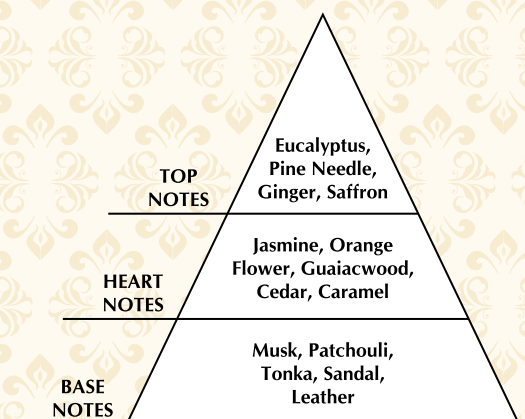 TOP
NOTES
Eucalyptus,
Pine Needle,
Ginger, Saffron
HEART
NOTES
Jasmine, Orange
Flower, Guaiacwood,
Cedar, Caramel
BASE
NOTES
Musk, Patchouli,
Tonka, Sandal,
Leather